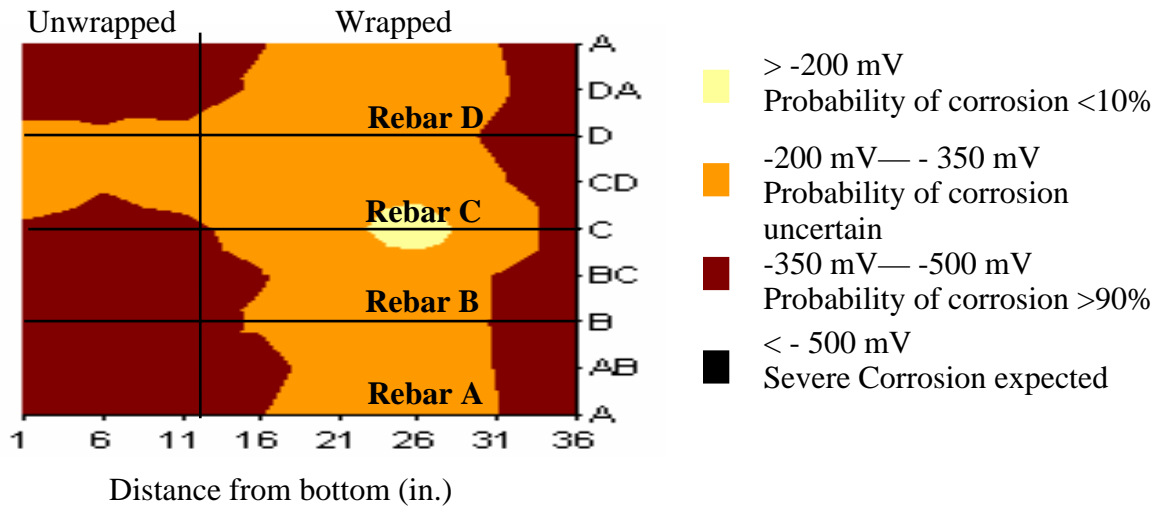 Unwrapped Wrapped
A
DA
Rebar D D
CD
Rebar C C
BC
Rebar B B
AB
Rebar A A
1 6 11 16 21 26 31 36
Distance from bottom (in.)
> -200 mV
Probability of corrosion <10%
-200 mV— - 350 mV
Probability of corrosion
uncertain
-350 mV— -500 mV
Probability of corrosion >90%
< - 500 mV
Severe Corrosion expected